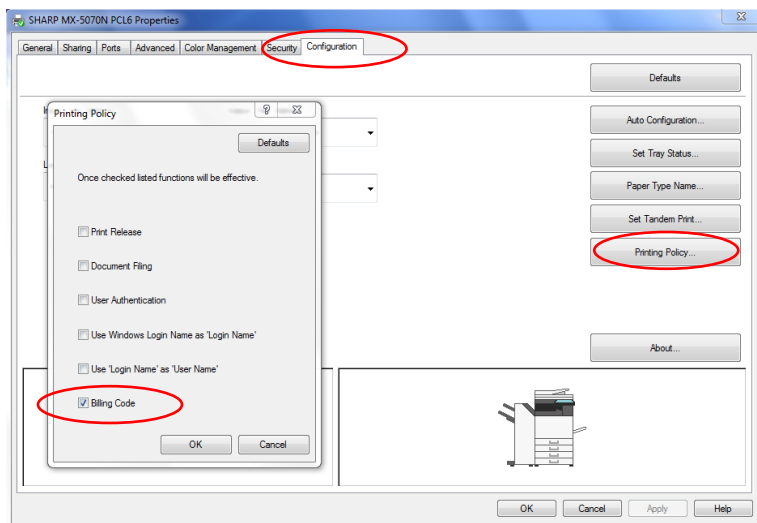 SHARP MX-5070N PCL6 Properties
General Sharing Ports Advanced Color Management Security Configuration
Defaults
Printing Policy
Defaults
Once checked listed functions will be effective.
Print Release
Document Filing
User Authentication
Use Windows Login Name as 'Login Name'
Use 'Login Name' as 'User Name'
Billing Code
OK Cancel
Auto Configuration...
Set Tray Status...
Paper Type Name...
Set Tandem Print...
Printing Policy...
About...
OK Cancel Apply Help